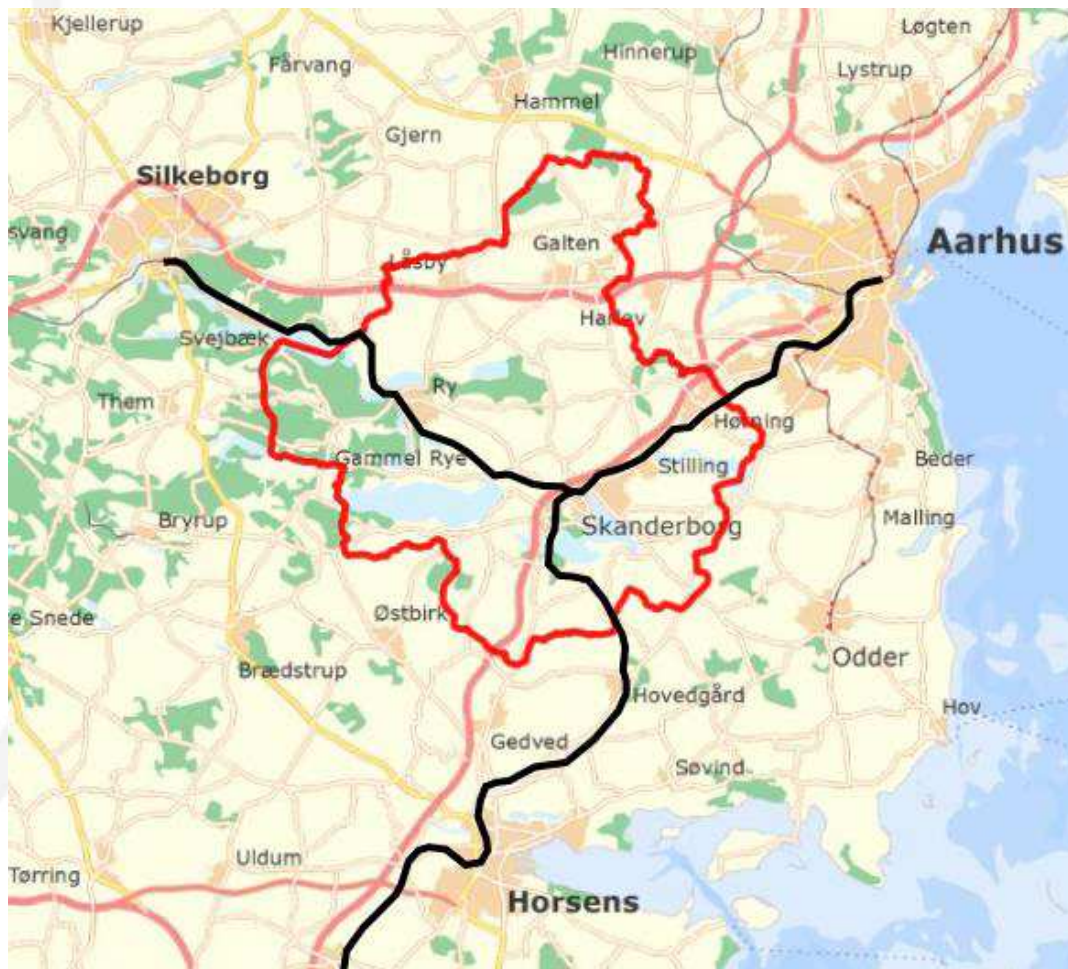 Kjellerup
Løgten
Hinnerup
Fårvang
Lystrup
Hammel
Gjern
Silkeborg
svang
Galten
Aarhus
Låsby
Svejbæk
Ry
Them
Hørning
Gammel Rye
Stilling
Beder
Bryrup
Skanderborg
Malling
e Snede
Østbirk
Odder
Brædstrup
Hovedgård
Hov
Gedved
Søvind
Uldum
Tørring
Horsens